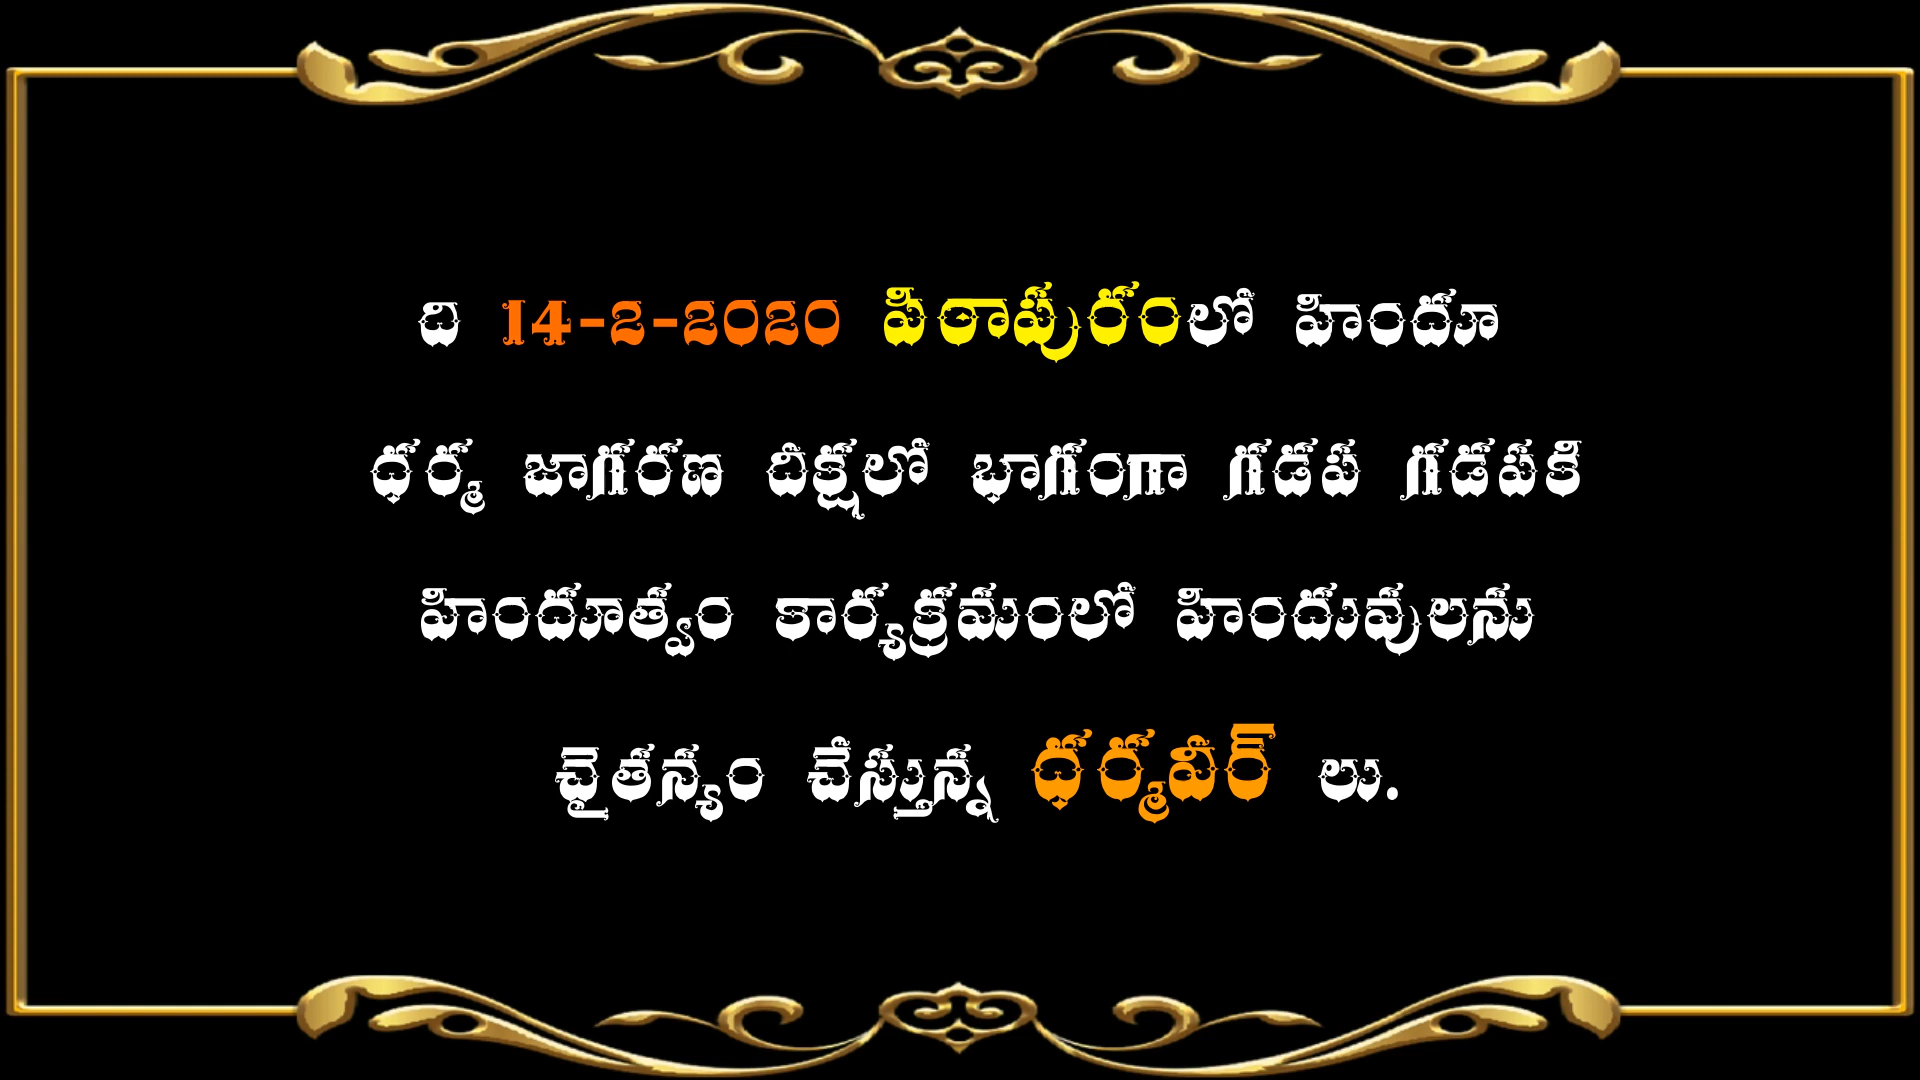 ది 14-2-2020 పిఠాపురంలో హిందూ
ధర్మ జాగరణ దీక్షలో భాగంగా గడప గడపకి
హిందూత్వం కార్యక్రమంలో హిందువులను
చైతన్యం చేస్తున్న ధర్మవీర్ లు.